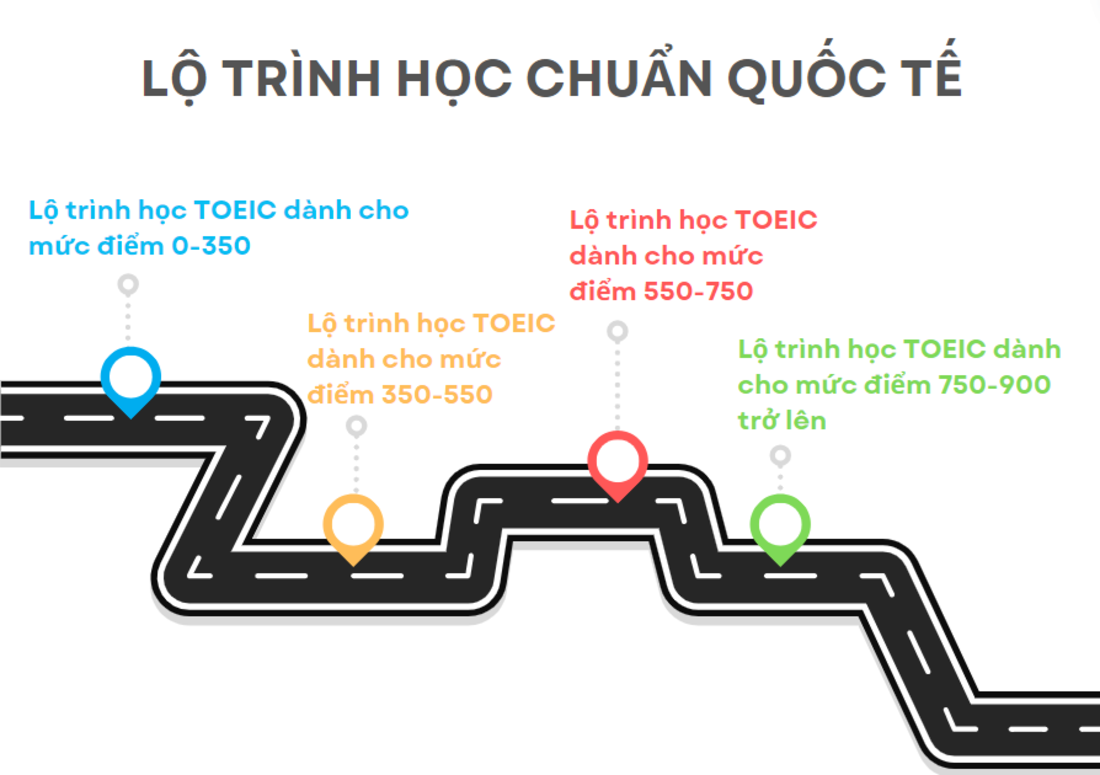 LỘ TRÌNH HỌC CHUẨN QUỐC TẾ
Lộ trình học TOEIC dành cho
mức điểm 0-350
Lộ trình học TOEIC
dành cho mức
điểm 350-550
Lộ trình học TOEIC
dành cho mức
điểm 550-750
Lộ trình học TOEIC dành
cho mức điểm 750-900
trở lên